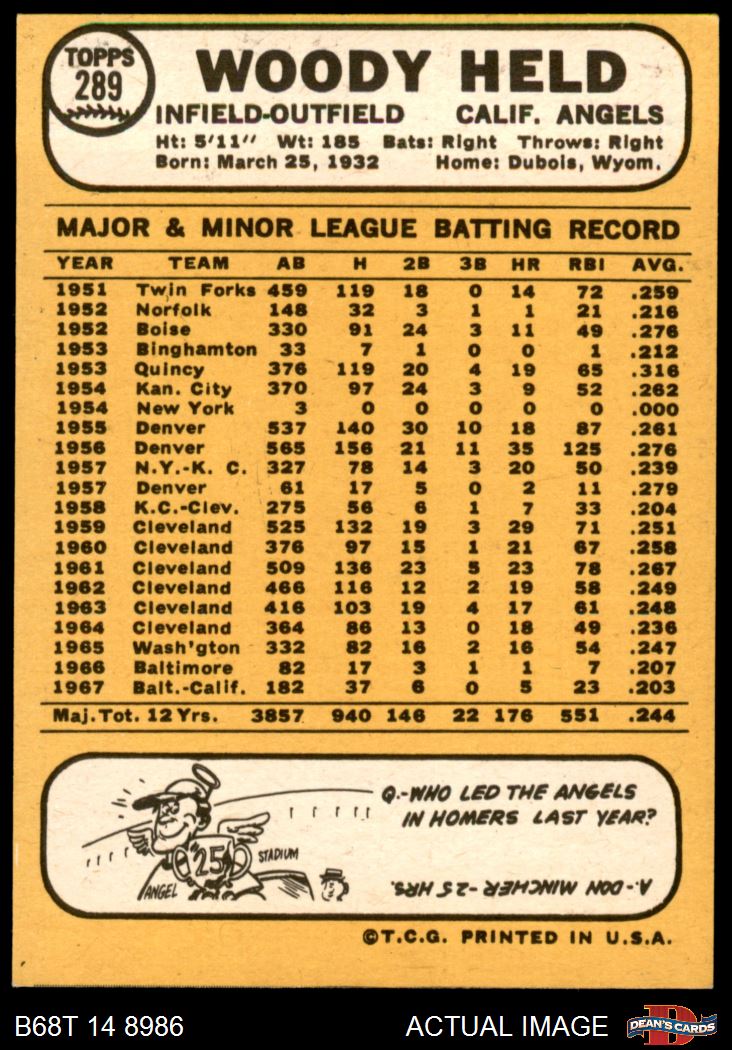 TOPPS
289
WOODY HELD
INFIELD-OUTFIELD CALIF. ANGELS
Ht: 5'11" Wt: 185 Bats: Right Throws: Right
Born: March 25, 1932 Home: Dubois, Wyom.
MAJOR & MINOR LEAGUE BATTING RECORD
YEAR TEAM AB H 2B 3B HR RBI AVG.
1951 Twin Forks 459 119 18 0 14 72 .259
1952 Norfolk 148 32 3 1 1 21 .216
1952 Boise 330 91 24 3 11 49 .276
1953 Binghamton 33 7 1 0 0 1 .212
1953 Quincy 376 119 20 4 19 65 .316
1954 Kan. City 370 97 24 3 9 52 .262
1954 New York 3 0 0 0 0 0 .000
1955 Denver 537 140 30 10 18 87 .261
1956 Denver 565 156 21 11 35 125 .276
1957 N.Y.-K. C. 327 78 14 3 20 50 .239
1957 Denver 61 17 5 0 2 11 .279
1958 K.C.-Clev. 275 56 6 1 7 33 .204
1959 Cleveland 525 132 19 3 29 71 .251
1960 Cleveland 376 97 15 1 21 67 .258
1961 Cleveland 509 136 23 5 23 78 .267
1962 Cleveland 466 116 12 2 19 58 .249
1963 Cleveland 416 103 19 4 17 61 .248
1964 Cleveland 364 86 13 0 18 49 .236
1965 Wash'gton 332 82 16 2 16 54 .247
1966 Baltimore 82 17 3 1 1 7 .207
1967 Balt.-Calif. 182 37 6 0 5 23 .203
Maj.Tot. 12 Yrs. 3857 940 146 22 176 551 .244
Q.-WHO LED THE ANGELS
IN HOMERS LAST YEAR?
25
STADIUM
ANGEL
A.-DON MINCHER-25 HRS.
©T.C.G. PRINTED IN U.S.A.
B68T 14 8986 ACTUAL IMAGE
D
DEAN'S CARDS